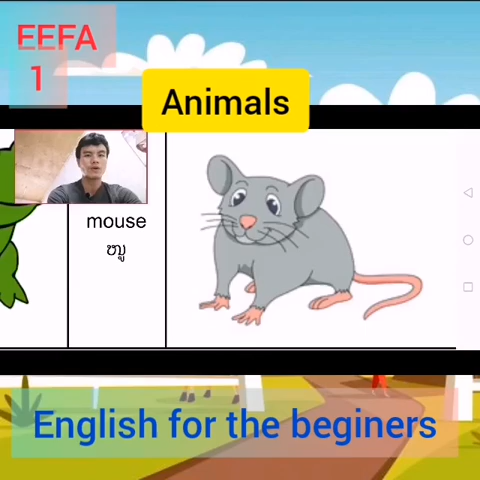 EEFA
1
Animals
mouse
ໜູ
English for the beginers